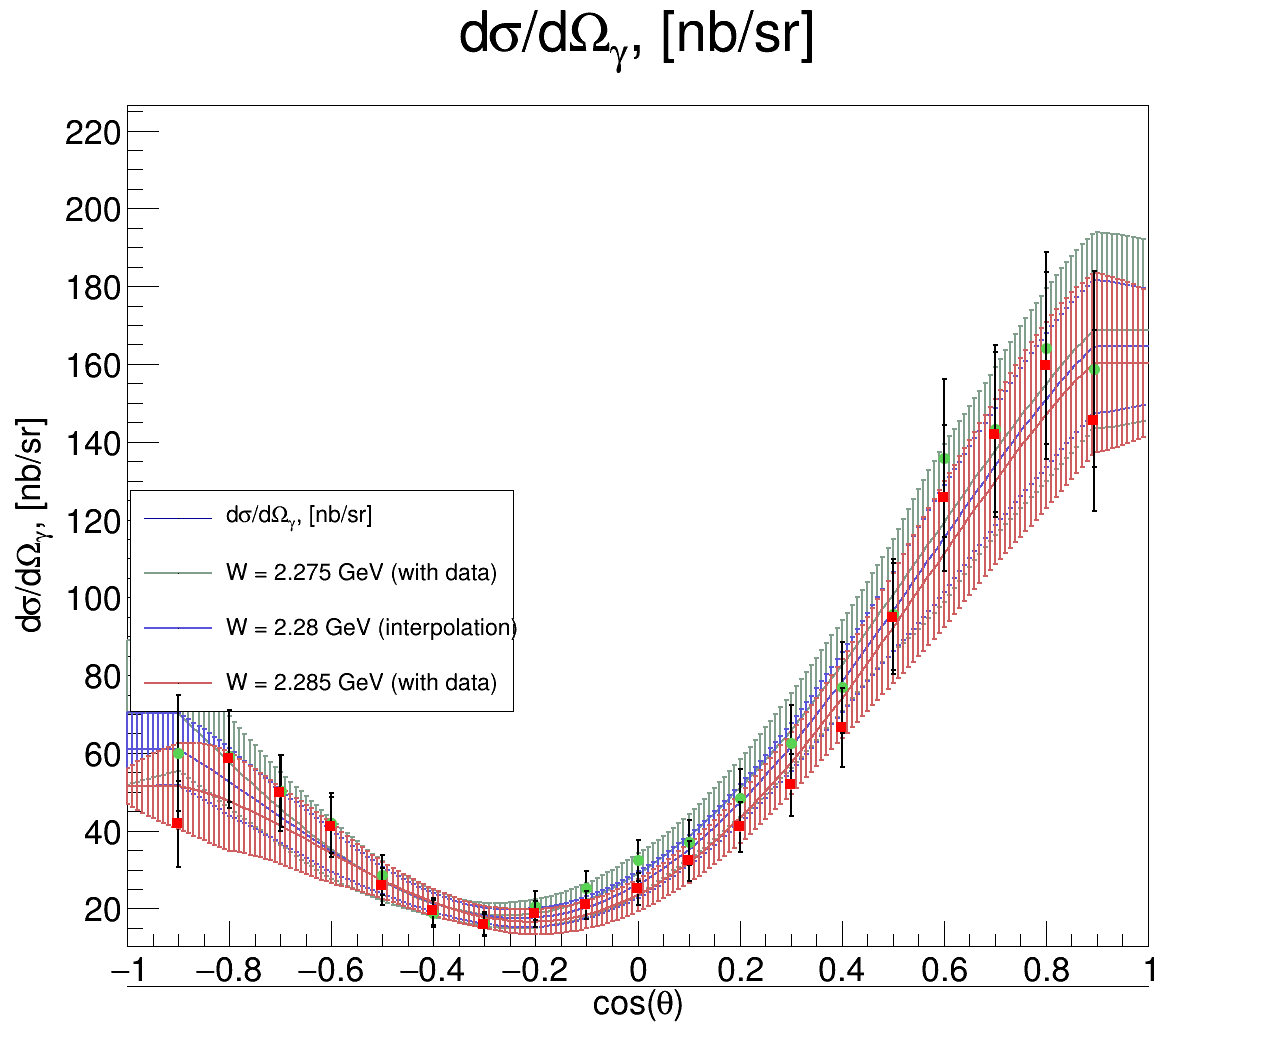 dσ/dΩγ, [nb/sr]
dσ/dΩγ, [nb/sr]
220
200
180
160
140
120
100
80
60
40
20
dσ/dΩγ, [nb/sr]
W = 2.275 GeV (with data)
W = 2.28 GeV (interpolation)
W = 2.285 GeV (with data)
−1 −0.8 −0.6 −0.4 −0.2 0 0.2 0.4 0.6 0.8 1
cos(θ)